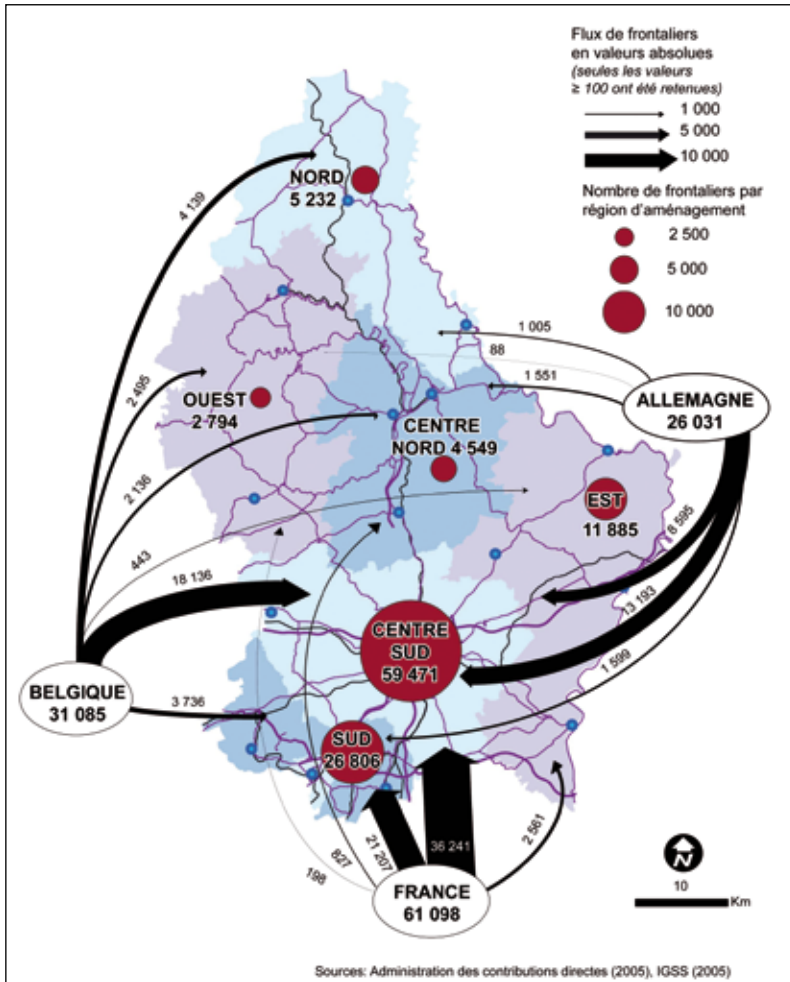 Flux de frontaliers
en valeurs absolues
(seules les valeurs
≥ 100 ont été retenues)
1 000
5 000
10 000
Nombre de frontaliers par
région d'aménagement
2 500
5 000
10 000
NORD
5 232
4 139
1 005
88
1 551
ALLEMAGNE
26 031
2 495
OUEST
2 794
CENTRE
NORD 4 549
2 136
EST
11 885
443
8 595
18 136
13 193
CENTRE
SUD
59 471
1 599
BELGIQUE
31 085
3 736
SUD
26 806
198
827
21 207
36 241
2 561
FRANCE
61 098
N
10
Km
Sources: Administration des contributions directes (2005), IGSS (2005)